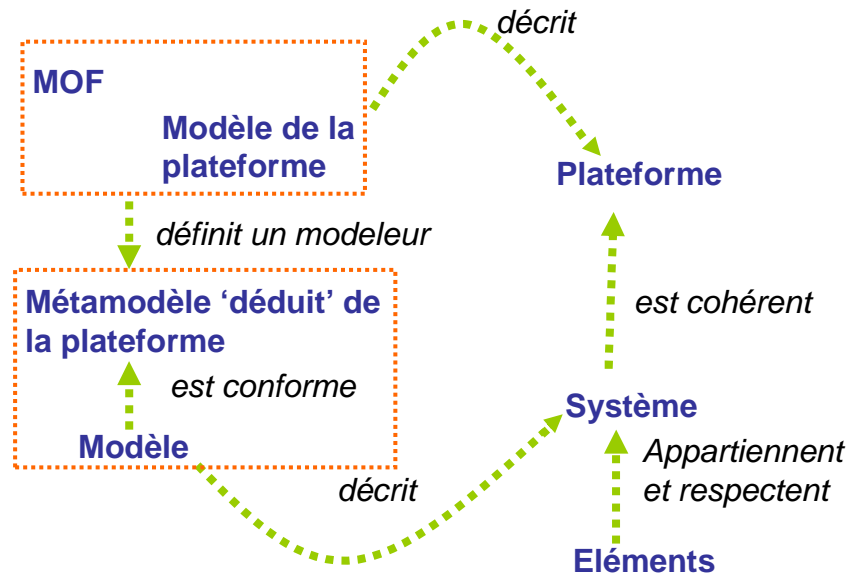 décrit
MOF
Modèle de la
plateforme
Plateforme
définit un modeleur
Métamodèle ‘déduit’ de
la plateforme
est cohérent
est conforme
Système
Modèle
Appartiennent
et respectent
décrit
Eléments